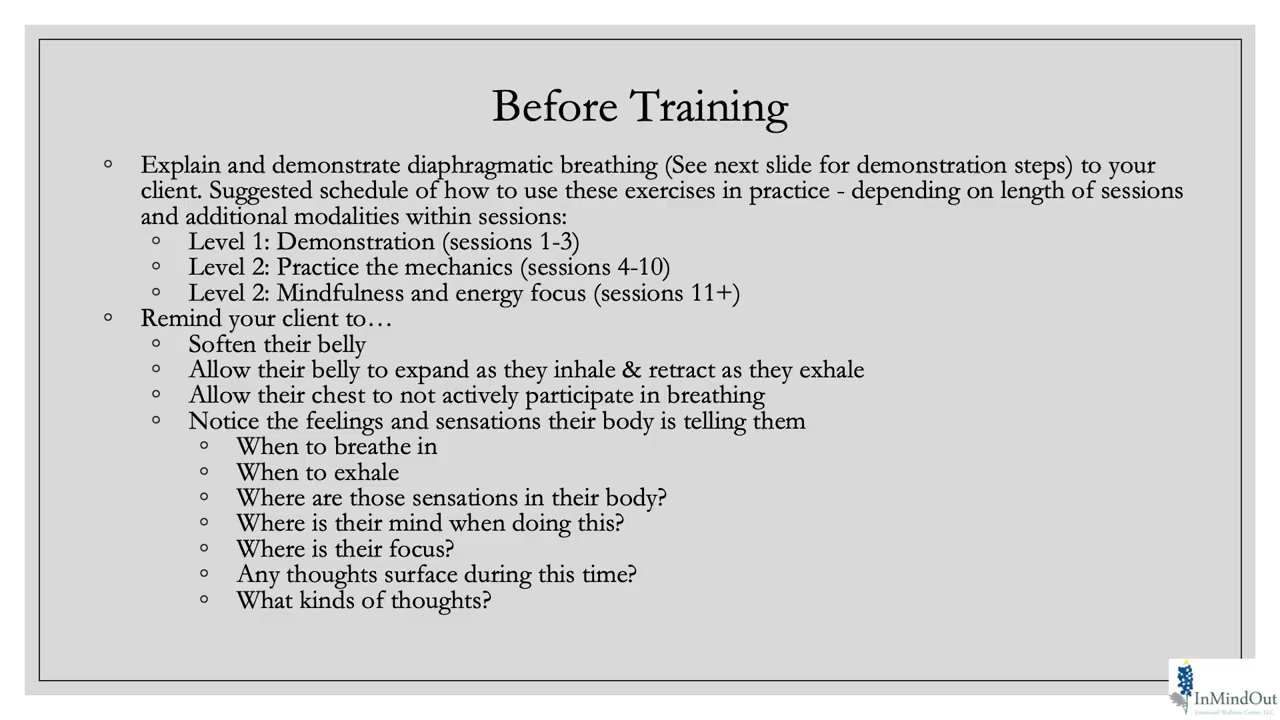 Before Training
Explain and demonstrate diaphragmatic breathing (See next slide for demonstration steps) to your
client. Suggested schedule of how to use these exercises in practice - depending on length of sessions
and additional modalities within sessions:
Level 1: Demonstration (sessions 1-3)
Level 2: Practice the mechanics (sessions 4-10)
Level 2: Mindfulness and energy focus (sessions 11+)
Remind your client to…
Soften their belly
Allow their belly to expand as they inhale & retract as they exhale
Allow their chest to not actively participate in breathing
Notice the feelings and sensations their body is telling them
When to breathe in
When to exhale
Where are those sensations in their body?
Where is their mind when doing this?
Where is their focus?
Any thoughts surface during this time?
What kinds of thoughts?
InMindOut
Emotional Wellness Center, LLC